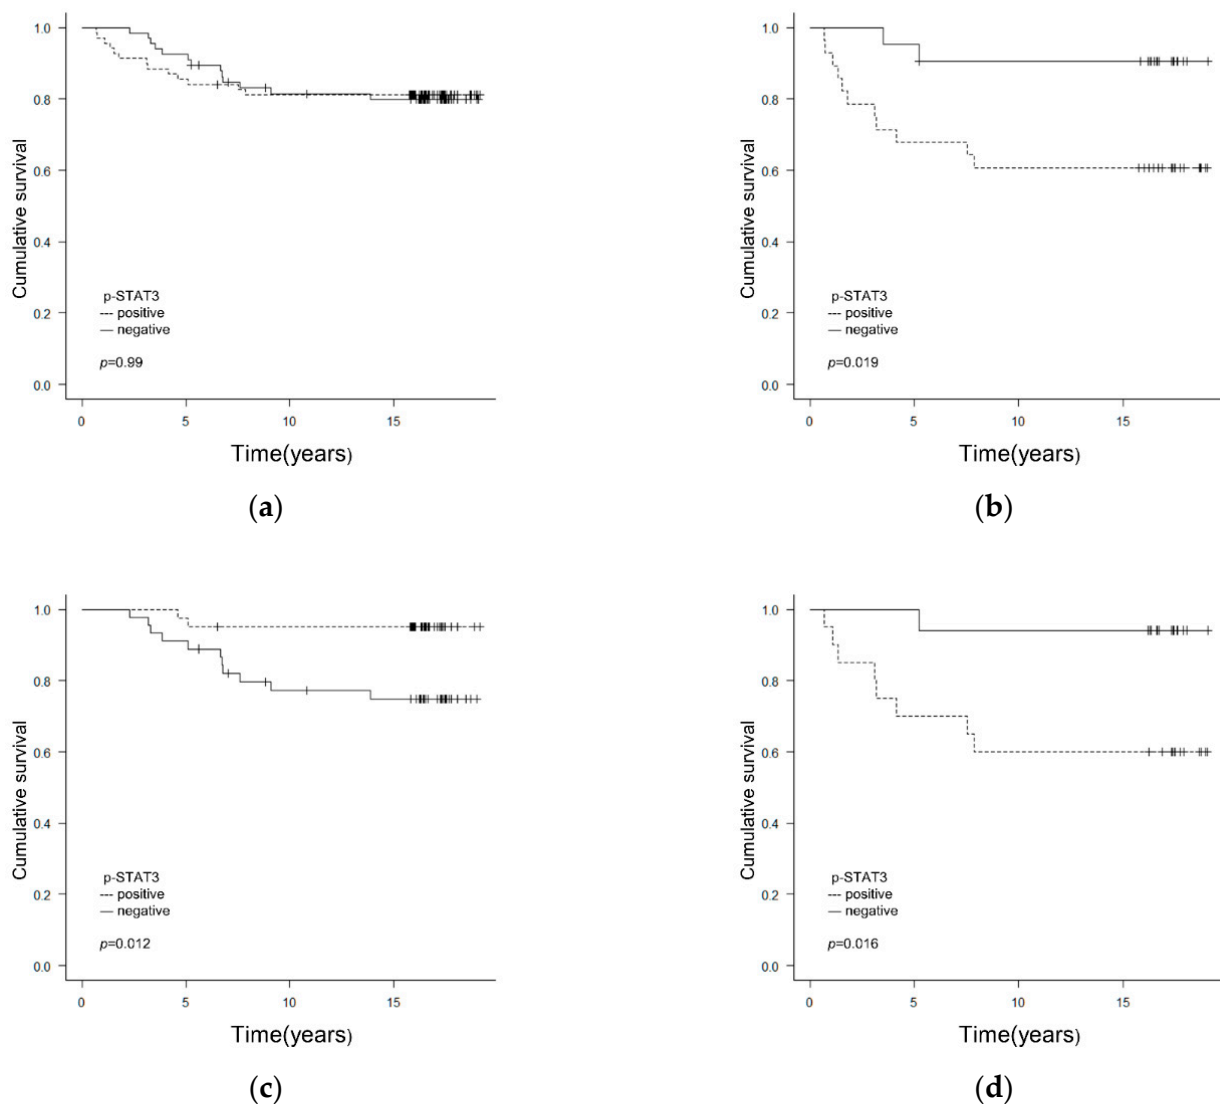 1.0
0.8
0.6
0.4
0.2
0.0
Cumulative survival
p-STAT3
--- positive
— negative
p=0.99
0 5 10 15
Time(years)
(a)
1.0
0.8
0.6
0.4
0.2
0.0
Cumulative survival
p-STAT3
--- positive
— negative
p=0.019
0 5 10 15
Time(years)
(b)
1.0
0.8
0.6
0.4
0.2
0.0
Cumulative survival
p-STAT3
--- positive
— negative
p=0.012
0 5 10 15
Time(years)
(c)
1.0
0.8
0.6
0.4
0.2
0.0
Cumulative survival
p-STAT3
--- positive
— negative
p=0.016
0 5 10 15
Time(years)
(d)